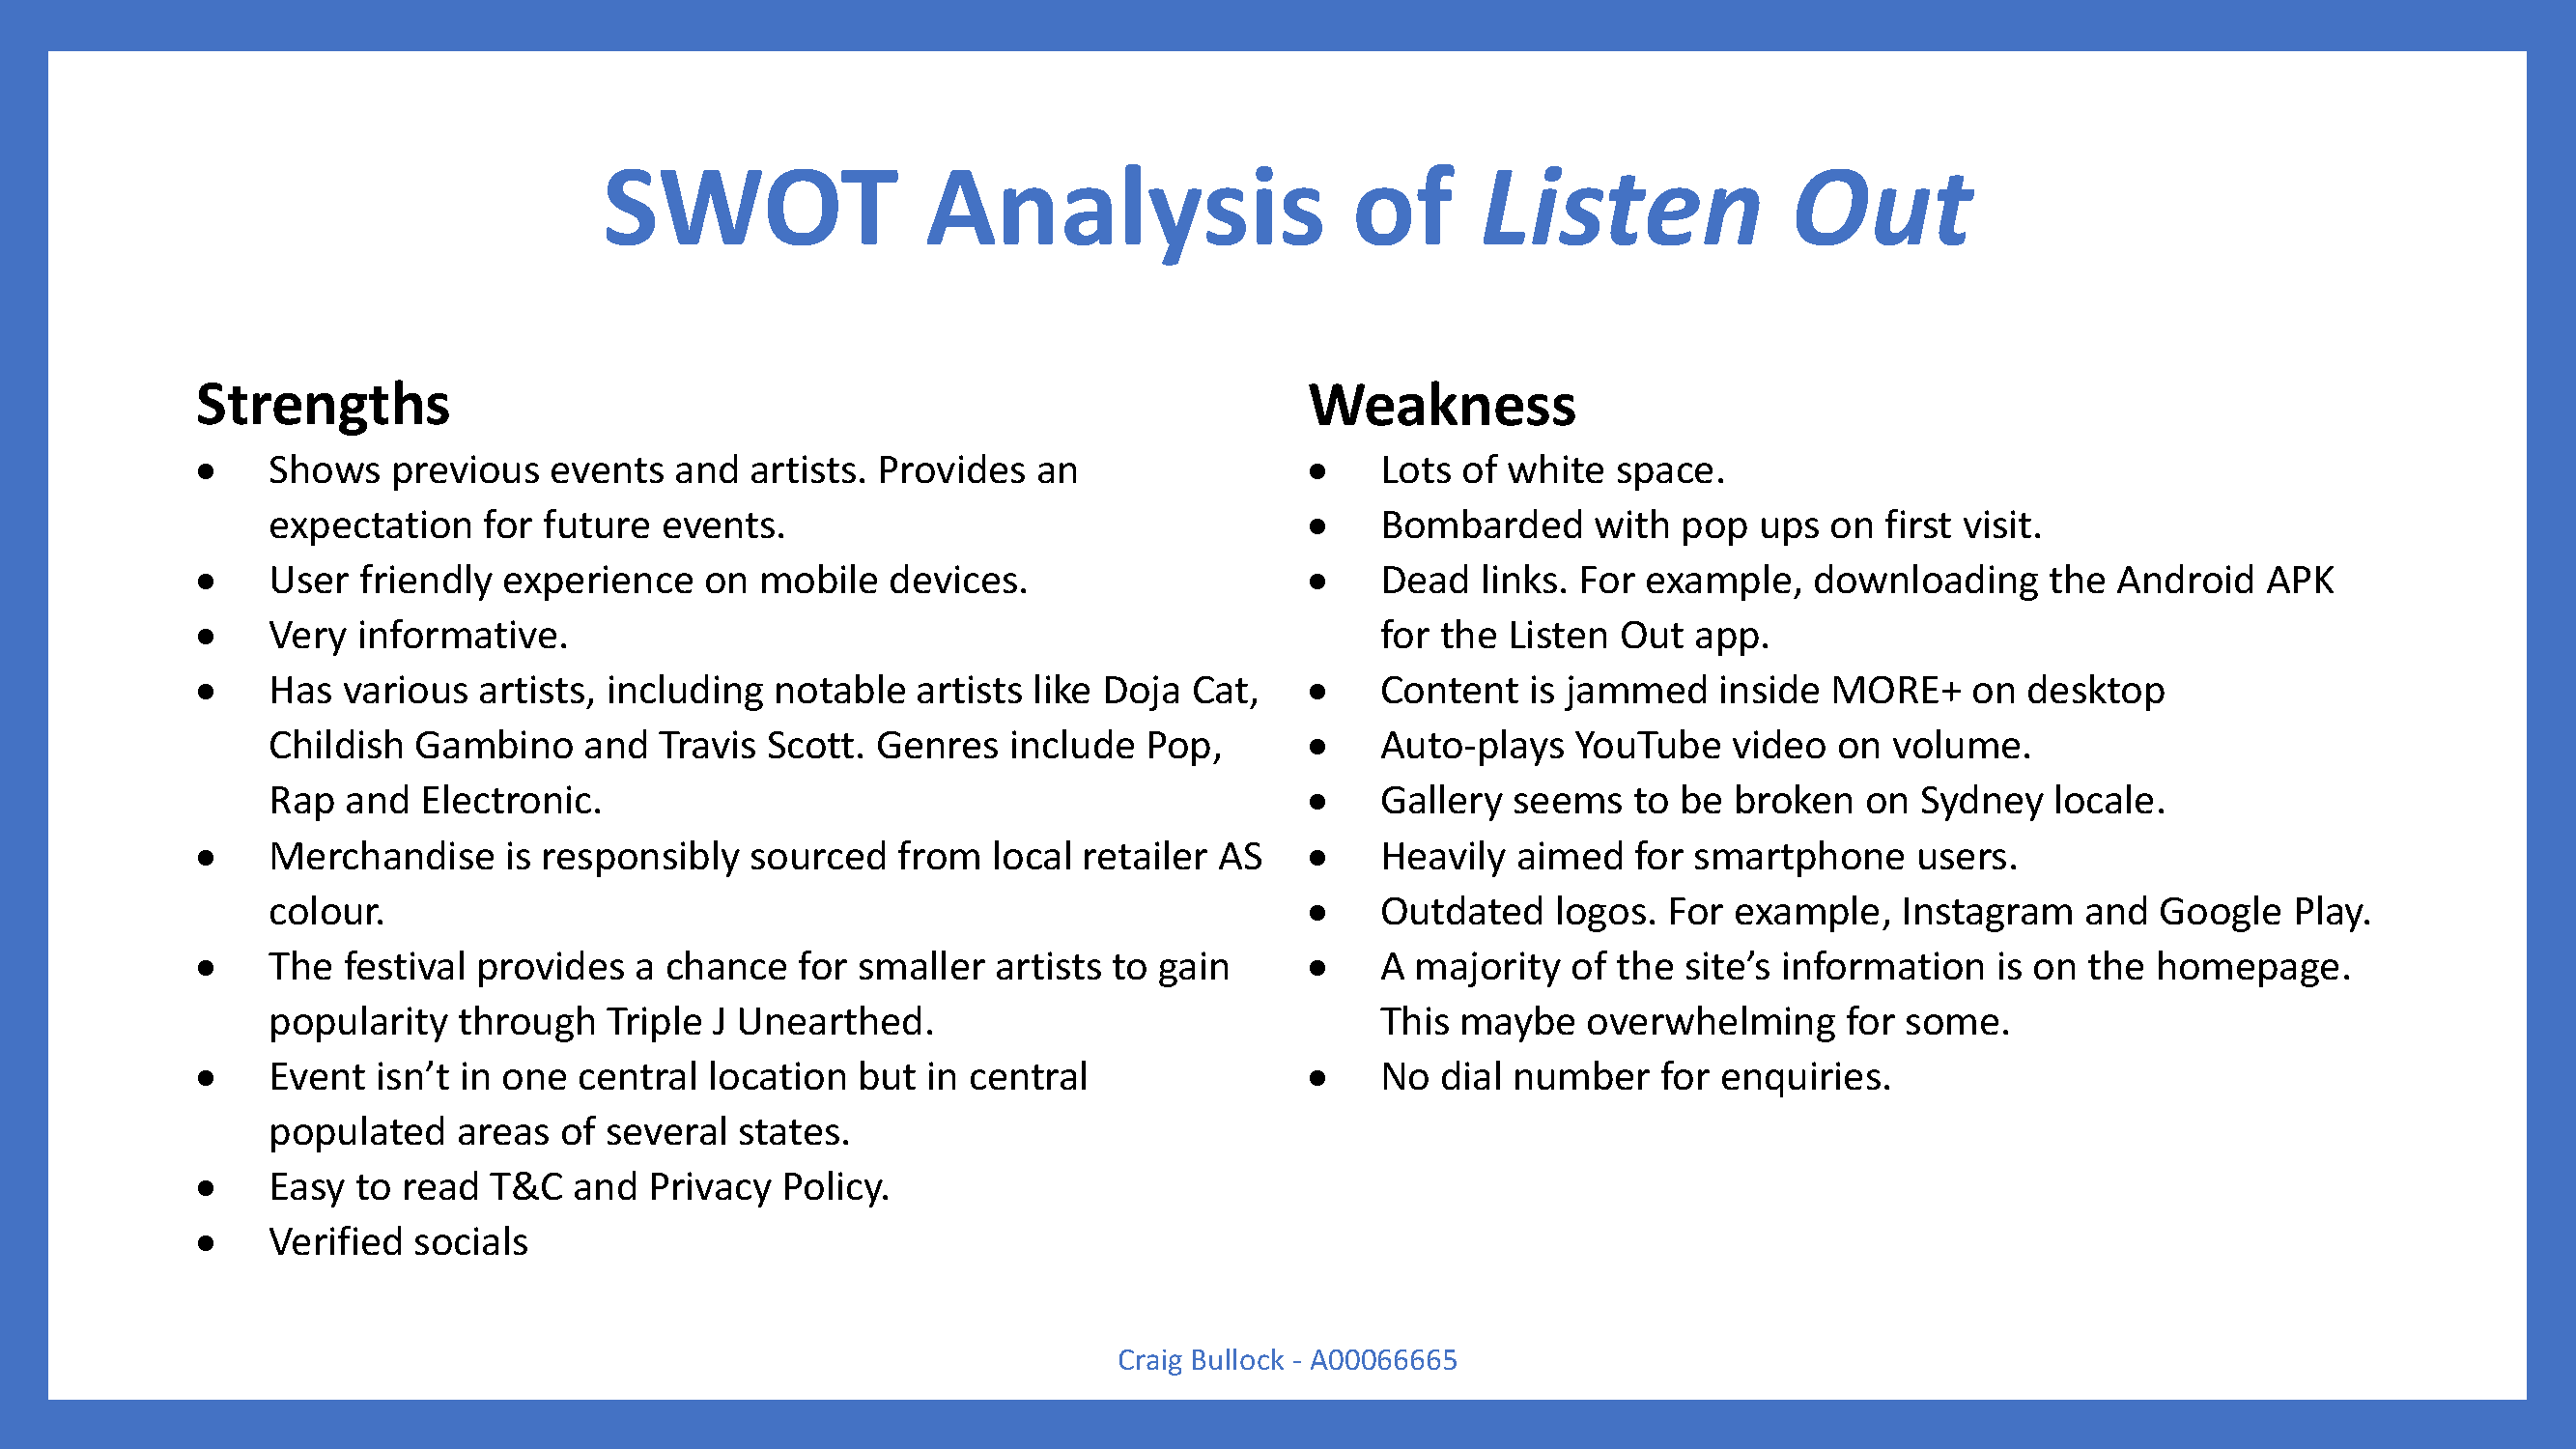 SWOT Analysis of Listen Out
Strengths
• Shows previous events and artists. Provides an
expectation for future events.
• User friendly experience on mobile devices.
• Very informative.
• Has various artists, including notable artists like Doja Cat,
Childish Gambino and Travis Scott. Genres include Pop,
Rap and Electronic.
• Merchandise is responsibly sourced from local retailer AS
colour.
• The festival provides a chance for smaller artists to gain
popularity through Triple J Unearthed.
• Event isn’t in one central location but in central
populated areas of several states.
• Easy to read T&C and Privacy Policy.
• Verified socials
Weakness
• Lots of white space.
• Bombarded with pop ups on first visit.
• Dead links. For example, downloading the Android APK
for the Listen Out app.
• Content is jammed inside MORE+ on desktop
• Auto-plays YouTube video on volume.
• Gallery seems to be broken on Sydney locale.
• Heavily aimed for smartphone users.
• Outdated logos. For example, Instagram and Google Play.
• A majority of the site’s information is on the homepage.
This maybe overwhelming for some.
• No dial number for enquiries.
Craig Bullock - A00066665